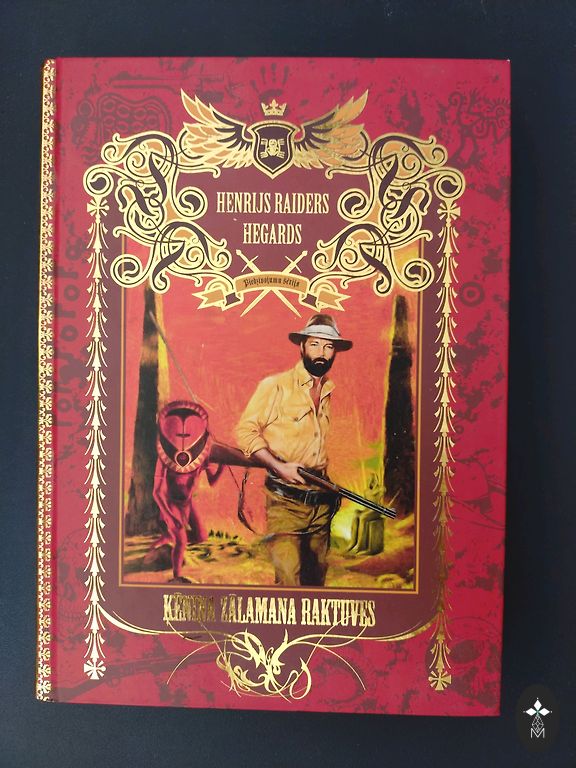 HENRIJS RAIDERS
HEGARDS
Piedzīvojumu sērija
ĶĒNIŅA ZĀLAMANA RAKTUVES